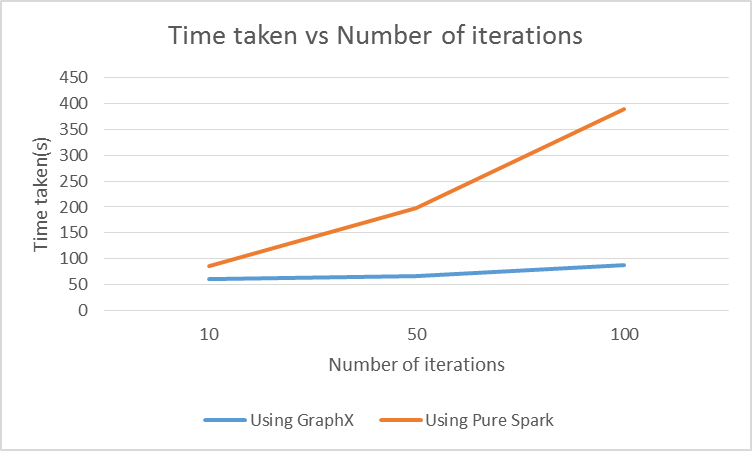 Time taken vs Number of iterations
Time taken(s)
450
400
350
300
250
200
150
100
50
0
10 50 100
Number of iterations
Using GraphX Using Pure Spark